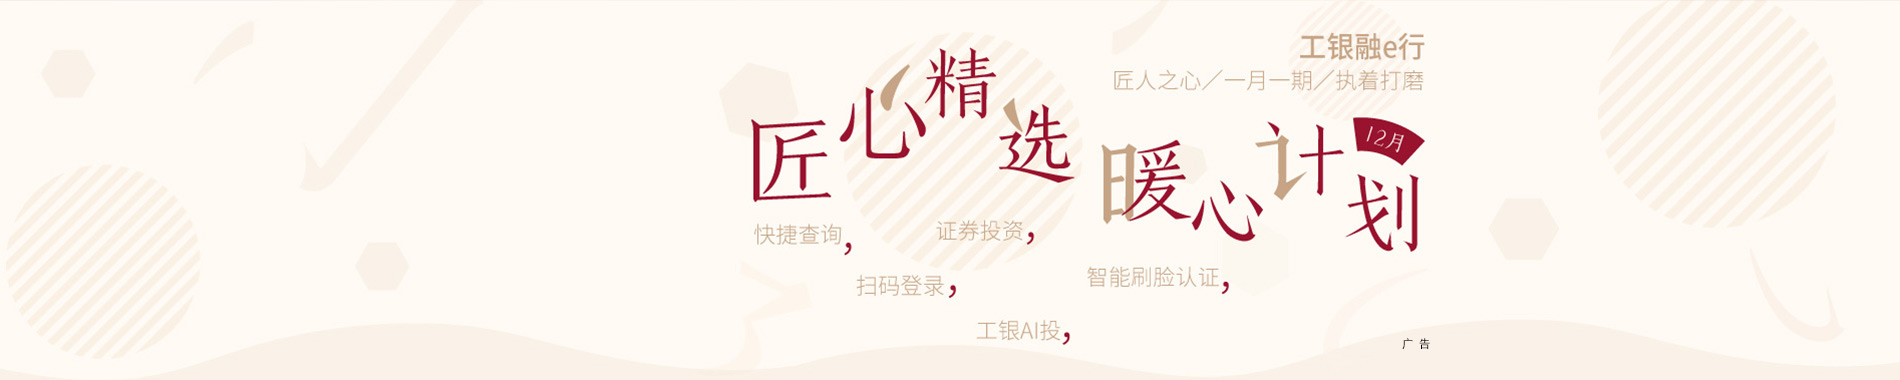 工银融e行
匠人之心／一月一期／执着打磨
匠心精选 暖心计划
12月
快捷查询,
证券投资,
扫码登录,
智能刷脸认证,
工银AI投,
广告